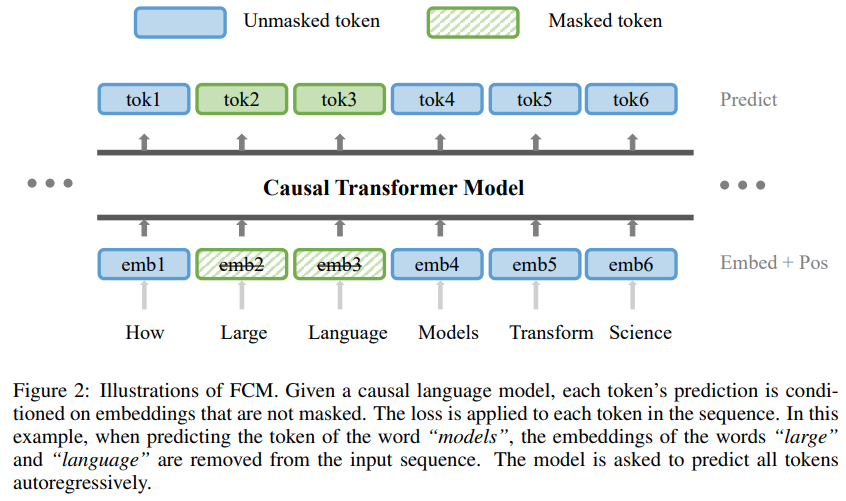 Unmasked token Masked token
tok1 tok2 tok3 tok4 tok5 tok6 Predict
Causal Transformer Model
emb1 emb2 emb3 emb4 emb5 emb6 Embed + Pos
How Large Language Models Transform Science
Figure 2: Illustrations of FCM. Given a causal language model, each token's prediction is condi-
tioned on embeddings that are not masked. The loss is applied to each token in the sequence. In this
example, when predicting the token of the word “models”, the embeddings of the words “large”
and “language” are removed from the input sequence. The model is asked to predict all tokens
autoregressively.